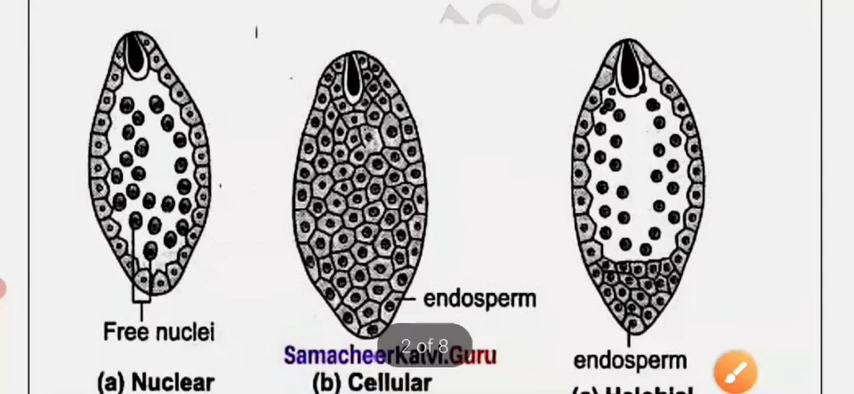 endosperm
Free nuclei
2 of 8
Samacheerkalvi.Guru
endosperm
(a) Nuclear
(b) Cellular